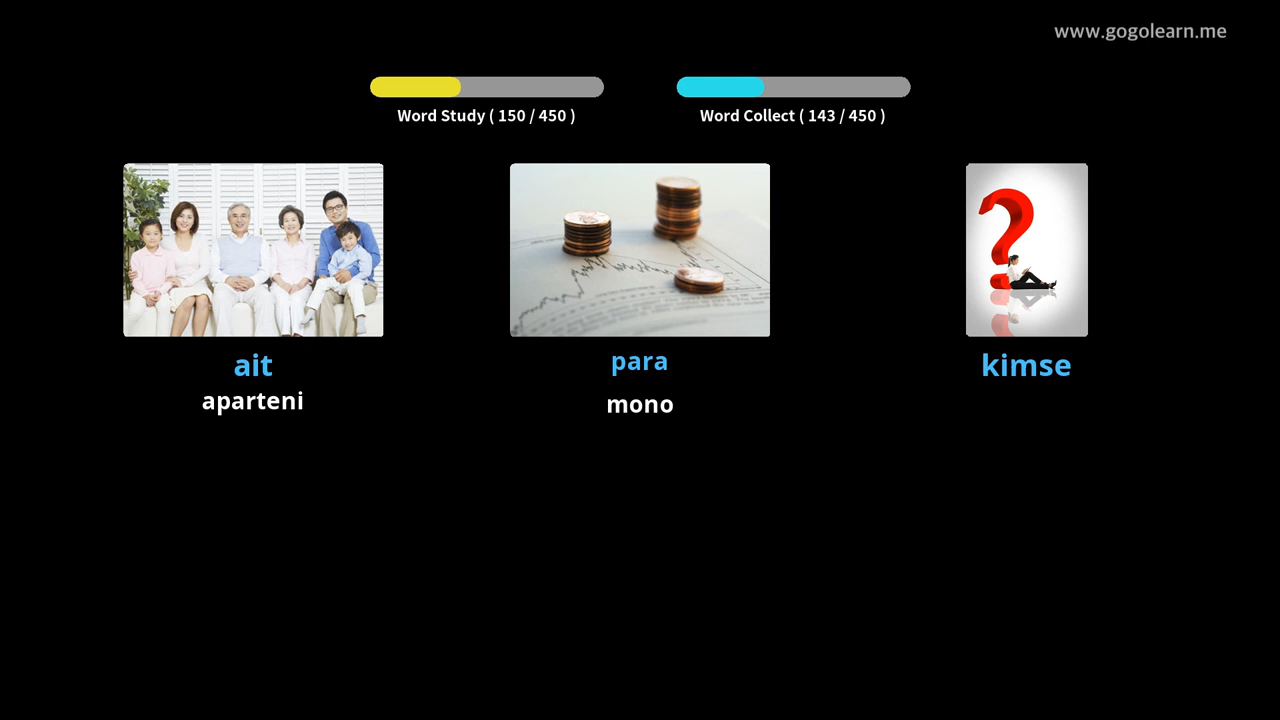 www.gogolearn.me
Word Study ( 150 / 450 )
Word Collect ( 143 / 450 )
ait
aparteni
para
mono
kimse